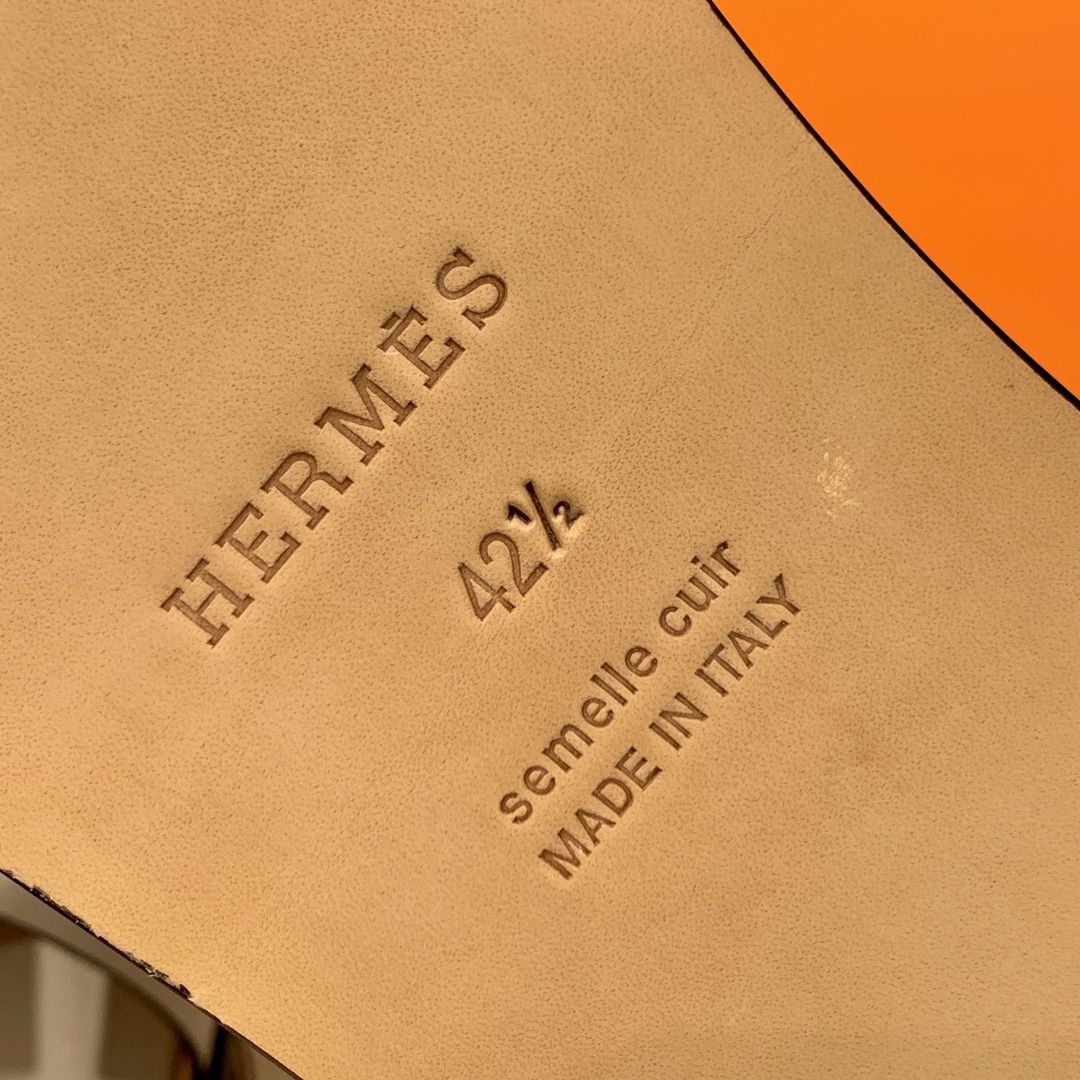 HERMÈS
42½
semelle cuir
MADE IN ITALY